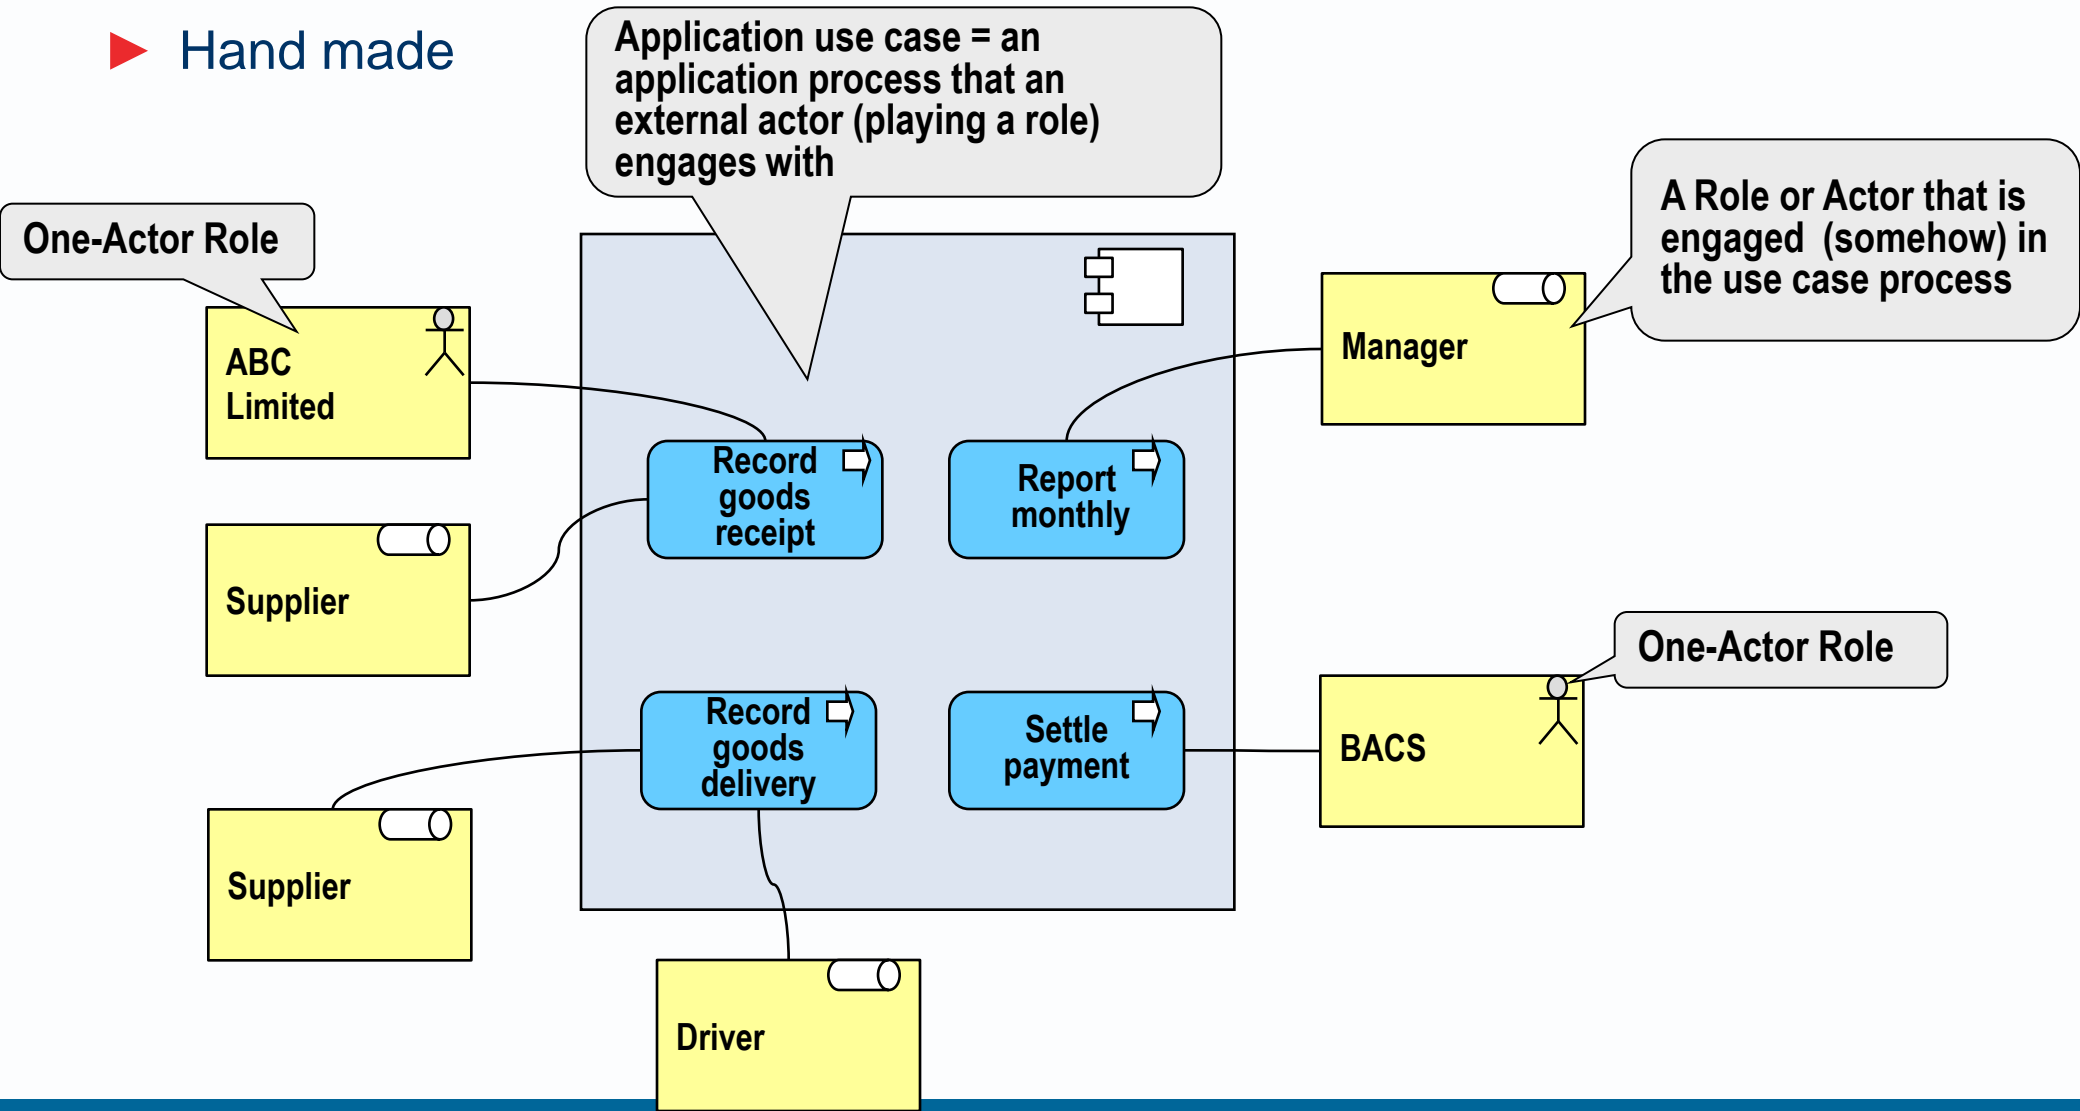 Hand made
Application use case = an
application process that an
external actor (playing a role)
engages with
A Role or Actor that is
engaged  (somehow) in
the use case process
One-Actor Role
ABC
Limited
Manager
Record
goods
receipt
Report
monthly
Supplier
One-Actor Role
Record
goods
delivery
Settle
payment
BACS
Supplier
Driver